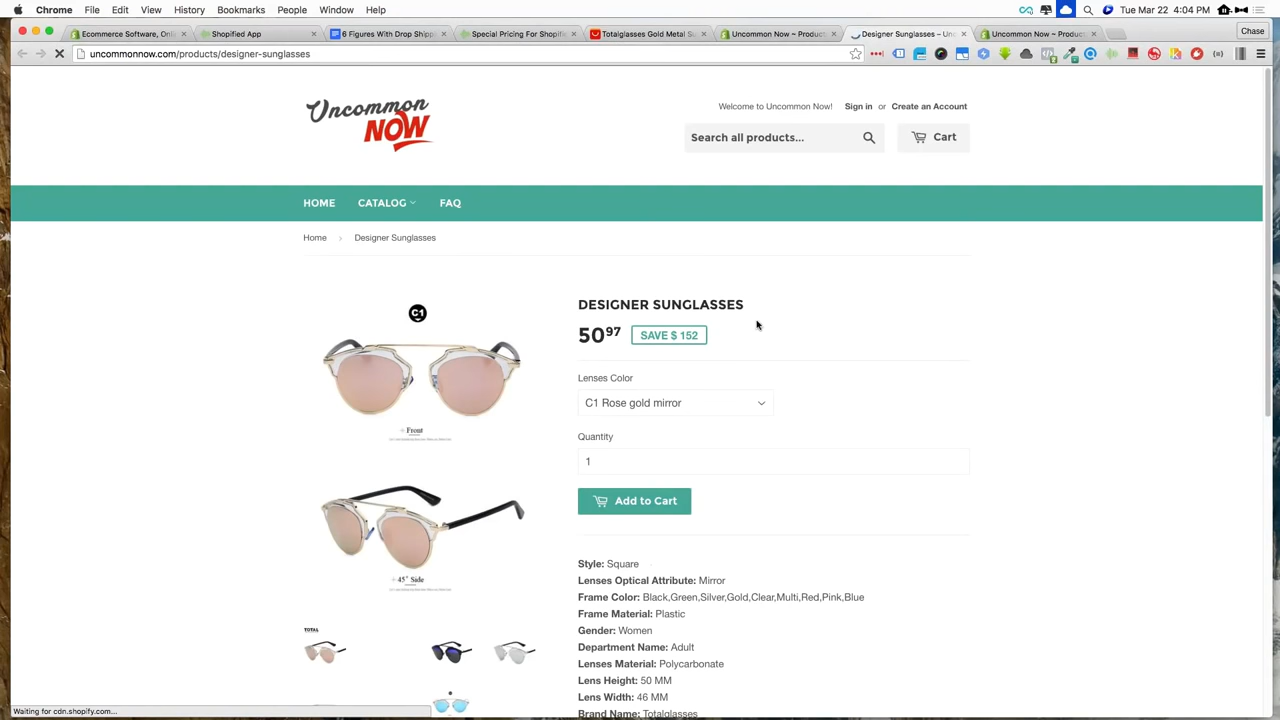 Chrome File Edit View History Bookmarks People Window Help Tue Mar 22 4:04 PM
Ecommerce Software, Onli Shopified App 6 Figures With Drop Shippi Special Pricing For Shopifi Totalglasses Gold Metal Su Uncommon Now ~ Product Designer Sunglasses – Un Uncommon Now ~ Product Chase
uncommonnow.com/products/designer-sunglasses
Uncommon
NOW
Welcome to Uncommon Now! Sign in or Create an Account
Search all products... Cart
HOME CATALOG FAQ
Home › Designer Sunglasses
C1
Front
45° Side
TOTAL
DESIGNER SUNGLASSES
50 97 SAVE $ 152
Lenses Color
C1 Rose gold mirror
Quantity
1
Add to Cart
Style: Square
Lenses Optical Attribute: Mirror
Frame Color: Black,Green,Silver,Gold,Clear,Multi,Red,Pink,Blue
Frame Material: Plastic
Gender: Women
Department Name: Adult
Lenses Material: Polycarbonate
Lens Height: 50 MM
Lens Width: 46 MM
Brand Name: Totalglasses
Waiting for cdn.shopify.com...